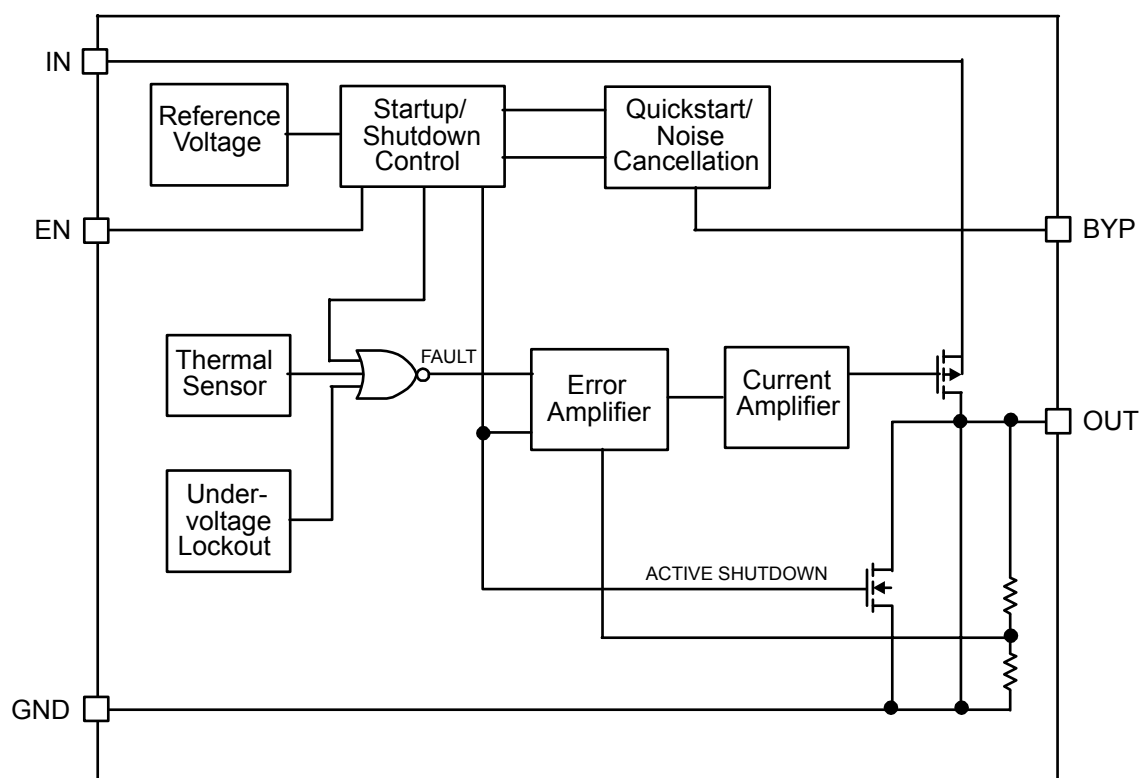 IN
Reference
Voltage
Startup/
Shutdown
Control
Quickstart/
Noise
Cancellation
EN
BYP
Thermal
Sensor
FAULT
Error
Amplifier
Current
Amplifier
OUT
Under-
voltage
Lockout
ACTIVE SHUTDOWN
GND